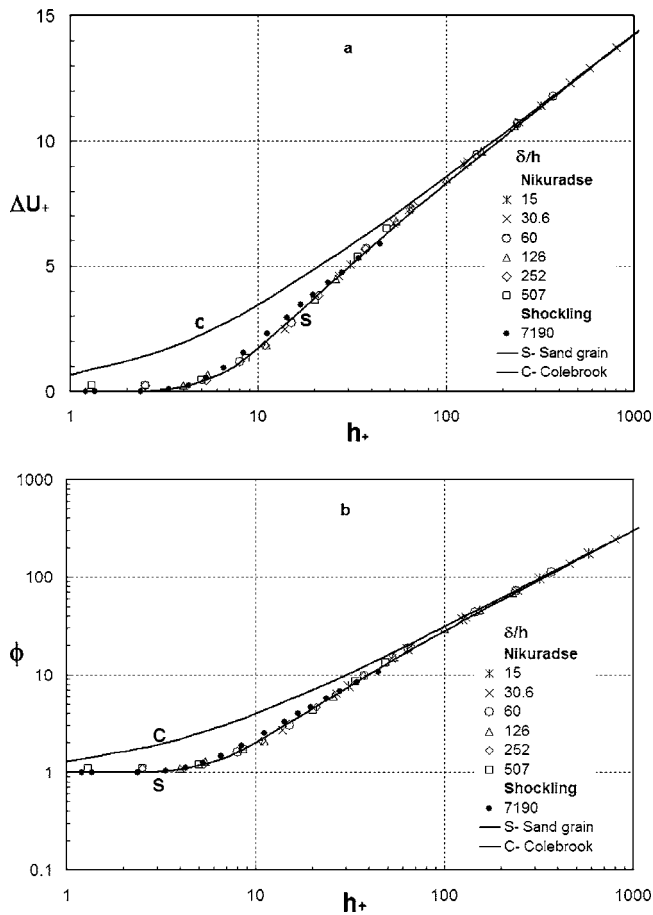 15
a
10
ΔU₊
5
0
C
S
δ/h
Nikuradse
15
30.6
60
126
252
507
Shockling
7190
S- Sand grain
C- Colebrook
1 10 100 1000
h₊
1000
b
100
ϕ
10
1
0.1
C
S
δ/h
Nikuradse
15
30.6
60
126
252
507
Shockling
7190
S- Sand grain
C- Colebrook
1 10 100 1000
h₊